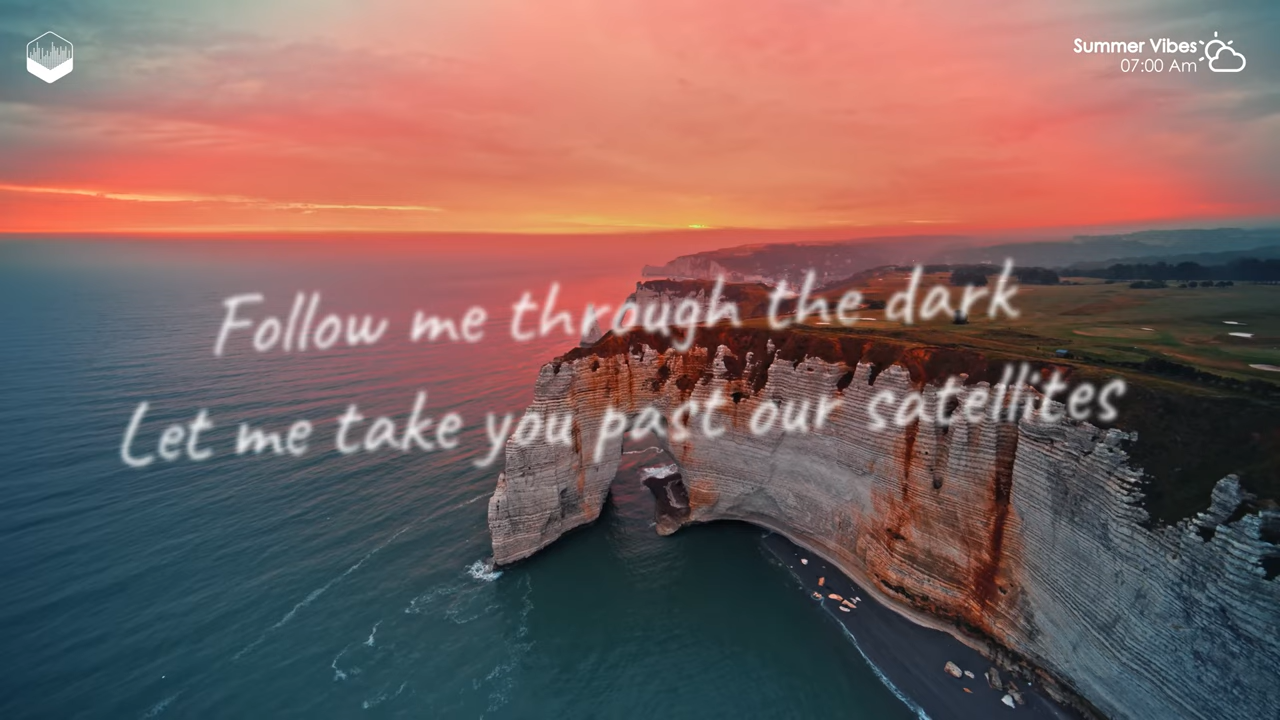 Summer Vibes
07:00 Am
Follow me through the dark
Let me take you past our satellites